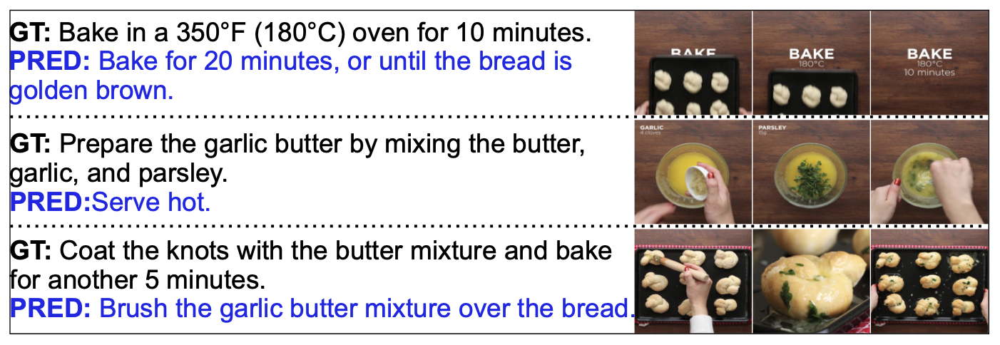 GT: Bake in a 350°F (180°C) oven for 10 minutes.
PRED: Bake for 20 minutes, or until the bread is
golden brown.
BAKE
BAKE
180°C
BAKE
180°C
10 minutes
GT: Prepare the garlic butter by mixing the butter,
garlic, and parsley.
PRED:Serve hot.
GARLIC
4 cloves
PARSLEY
15g
GT: Coat the knots with the butter mixture and bake
for another 5 minutes.
PRED: Brush the garlic butter mixture over the bread.